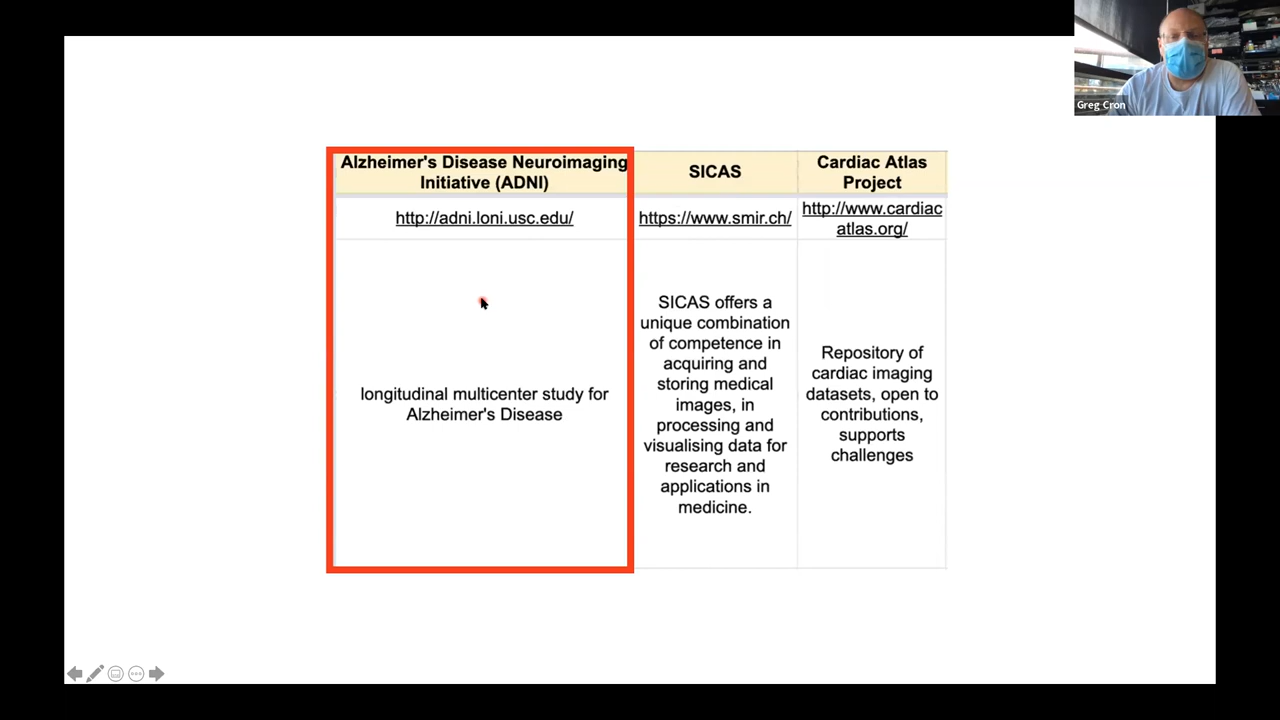 Greg Cron
Alzheimer's Disease Neuroimaging
Initiative (ADNI)
SICAS
Cardiac Atlas
Project
http://adni.loni.usc.edu/
https://www.smir.ch/
http://www.cardiac
atlas.org/
longitudinal multicenter study for
Alzheimer's Disease
SICAS offers a
unique combination
of competence in
acquiring and
storing medical
images, in
processing and
visualising data for
research and
applications in
medicine.
Repository of
cardiac imaging
datasets, open to
contributions,
supports
challenges